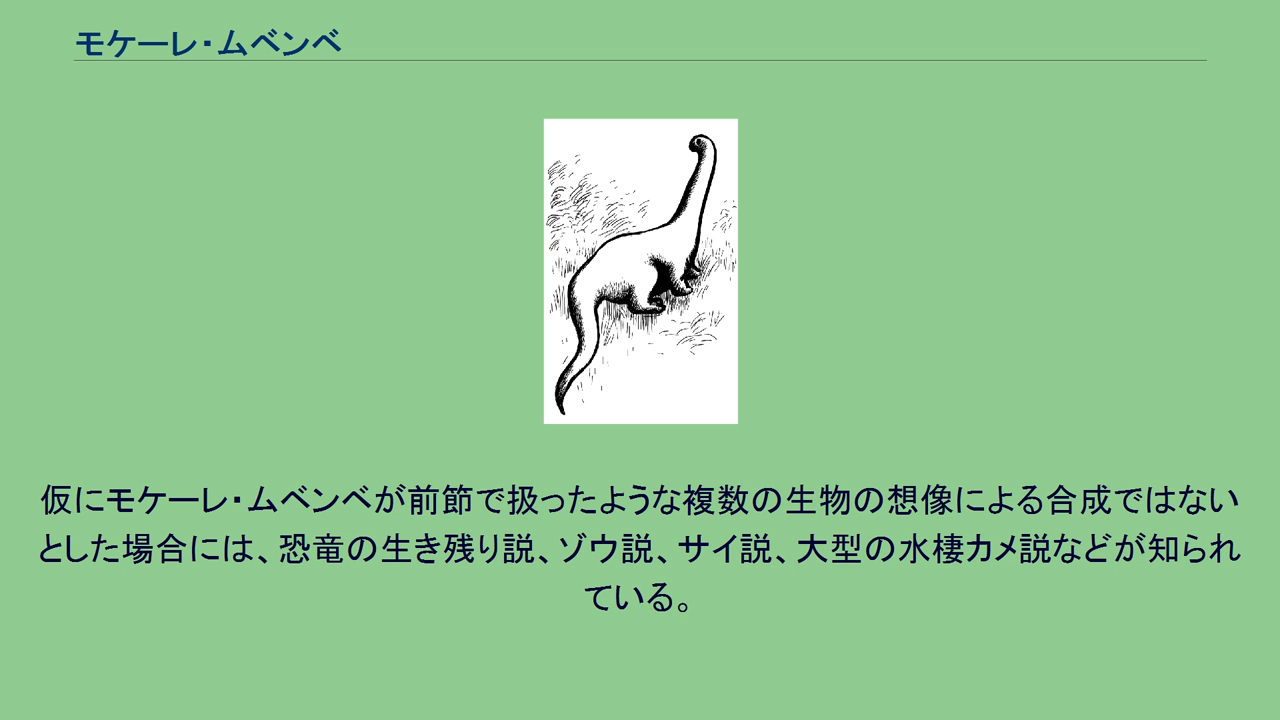 モケーレ・ムベンベ
仮にモケーレ・ムベンベが前節で扱ったような複数の生物の想像による合成ではない
とした場合には、恐竜の生き残り説、ゾウ説、サイ説、大型の水棲カメ説などが知られ
ている。